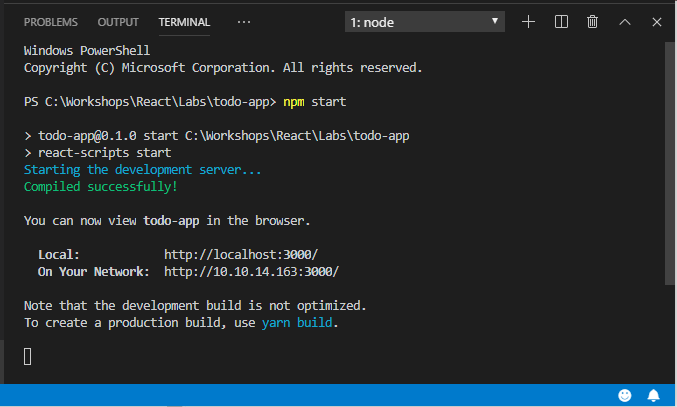 PROBLEMS OUTPUT TERMINAL ··· 1: node
Windows PowerShell
Copyright (C) Microsoft Corporation. All rights reserved.
PS C:\Workshops\React\Labs\todo-app> npm start
> todo-app@0.1.0 start C:\Workshops\React\Labs\todo-app
> react-scripts start
Starting the development server...
Compiled successfully!
You can now view todo-app in the browser.
Local: http://localhost:3000/
On Your Network: http://10.10.14.163:3000/
Note that the development build is not optimized.
To create a production build, use yarn build.